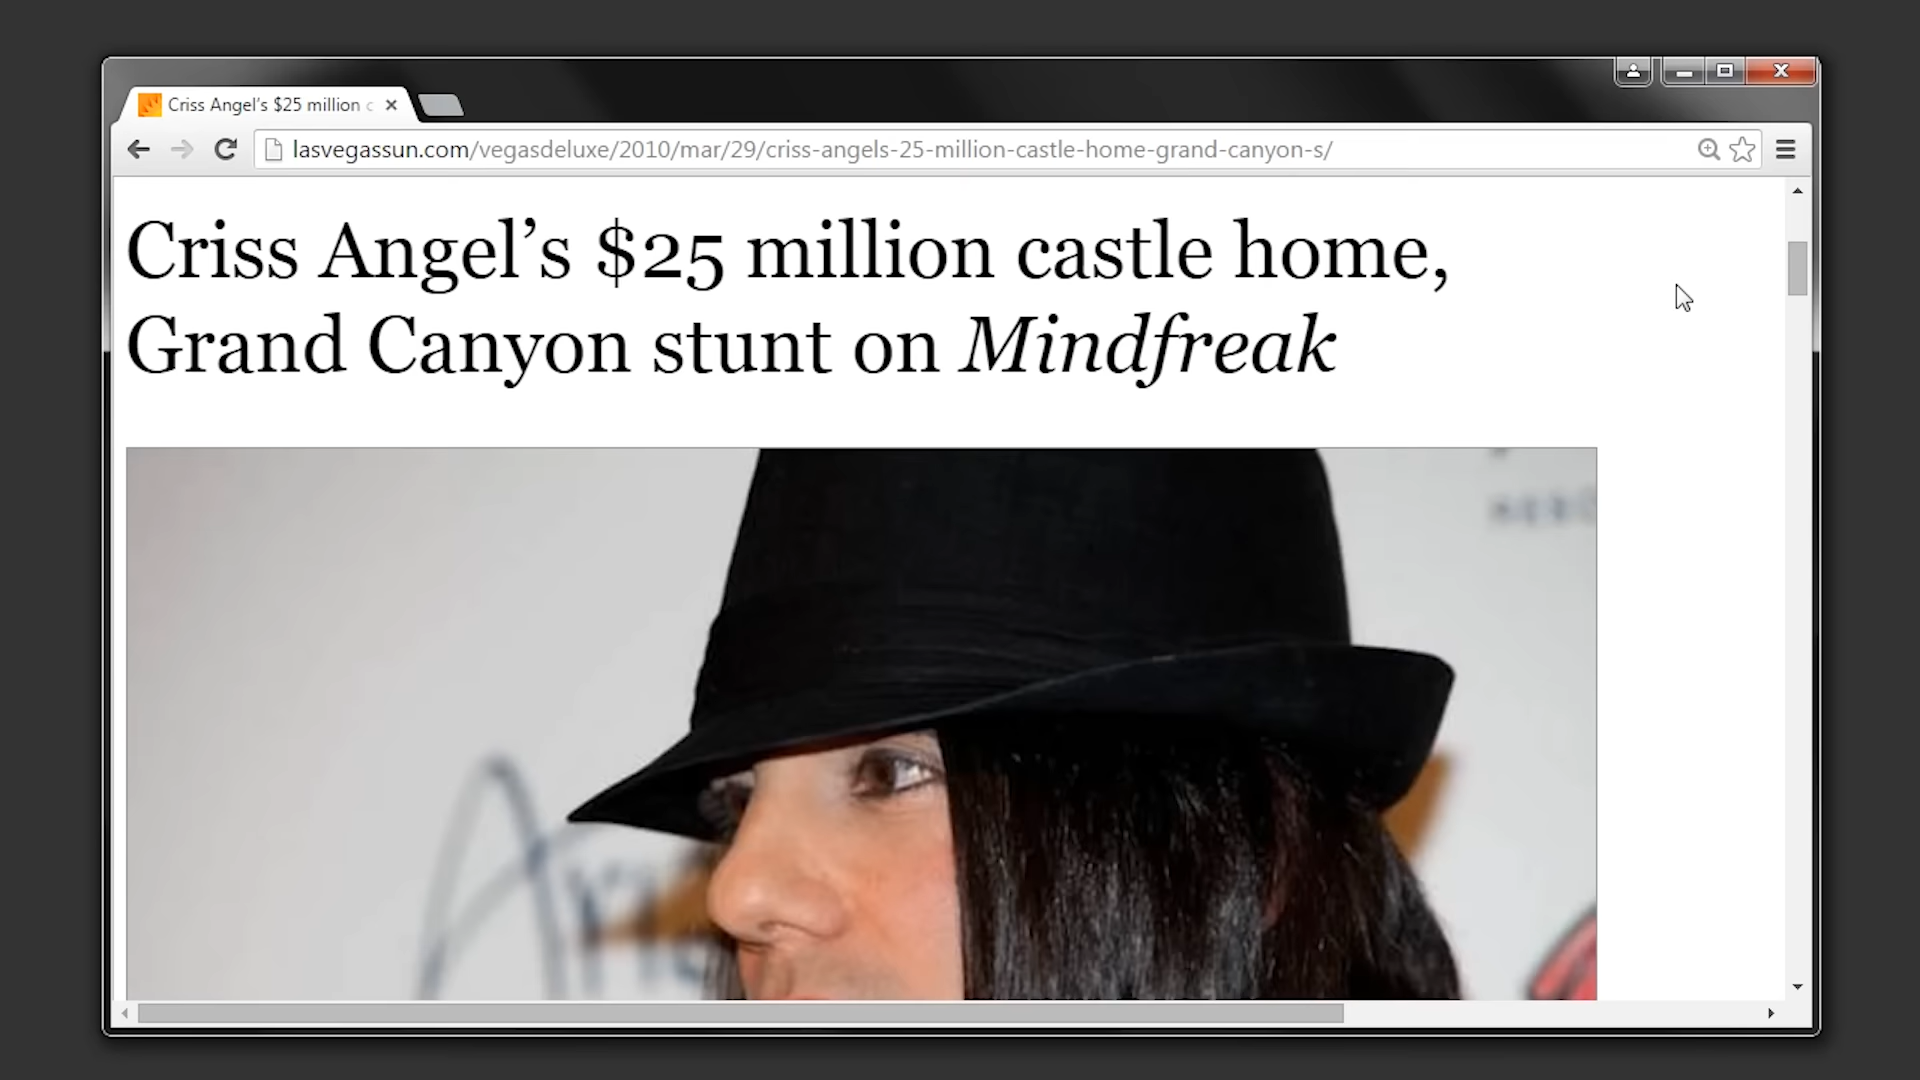 Criss Angel’s $25 million c
lasvegassun.com/vegasdeluxe/2010/mar/29/criss-angels-25-million-castle-home-grand-canyon-s/
Criss Angel’s $25 million castle home,
Grand Canyon stunt on Mindfreak